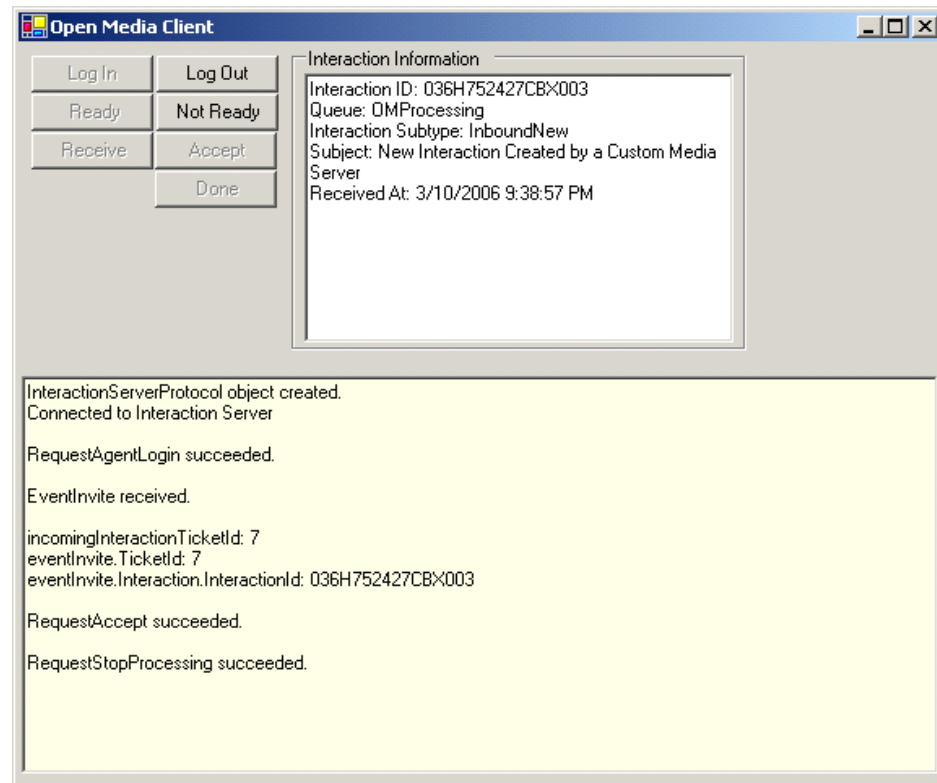 Open Media Client
Log In
Log Out
Ready
Not Ready
Receive
Accept
Done
Interaction Information
Interaction ID: 036H752427CBX003
Queue: OMProcessing
Interaction Subtype: InboundNew
Subject: New Interaction Created by a Custom Media
Server
Received At: 3/10/2006 9:38:57 PM
InteractionServerProtocol object created.
Connected to Interaction Server
RequestAgentLogin succeeded.
EventInvite received.
incomingInteractionTicketId: 7
eventInvite.TicketId: 7
eventInvite.Interaction.InteractionId: 036H752427CBX003
RequestAccept succeeded.
RequestStopProcessing succeeded.